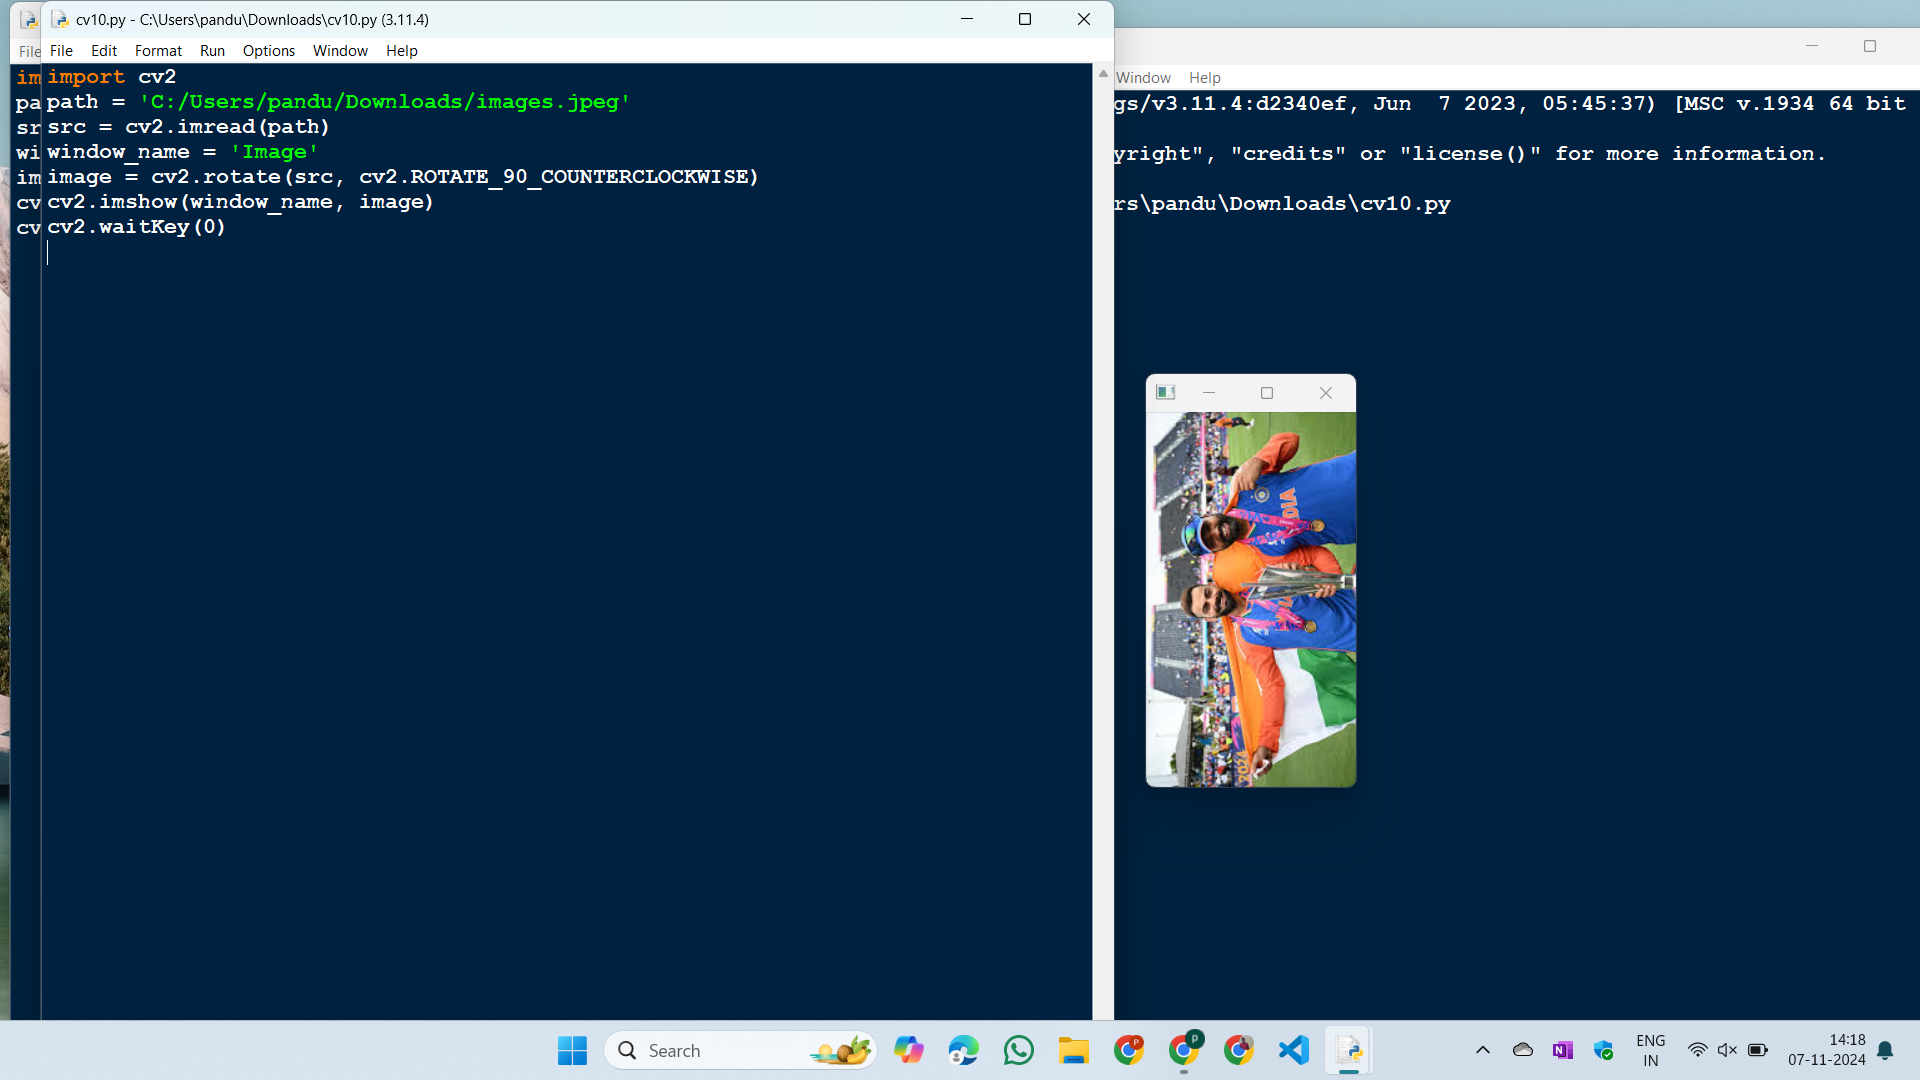 cv10.py - C:\Users\pandu\Downloads\cv10.py (3.11.4)
File Edit Format Run Options Window Help
import cv2
path = 'C:/Users/pandu/Downloads/images.jpeg'
src = cv2.imread(path)
window_name = 'Image'
image = cv2.rotate(src, cv2.ROTATE_90_COUNTERCLOCKWISE)
cv2.imshow(window_name, image)
cv2.waitKey(0)
File
im
pa
sr
wi
im
cv
cv
Window Help
gs/v3.11.4:d2340ef, Jun 7 2023, 05:45:37) [MSC v.1934 64 bit
yright", "credits" or "license()" for more information.
rs\pandu\Downloads\cv10.py
2024
Search
ENG
IN
14:18
07-11-2024